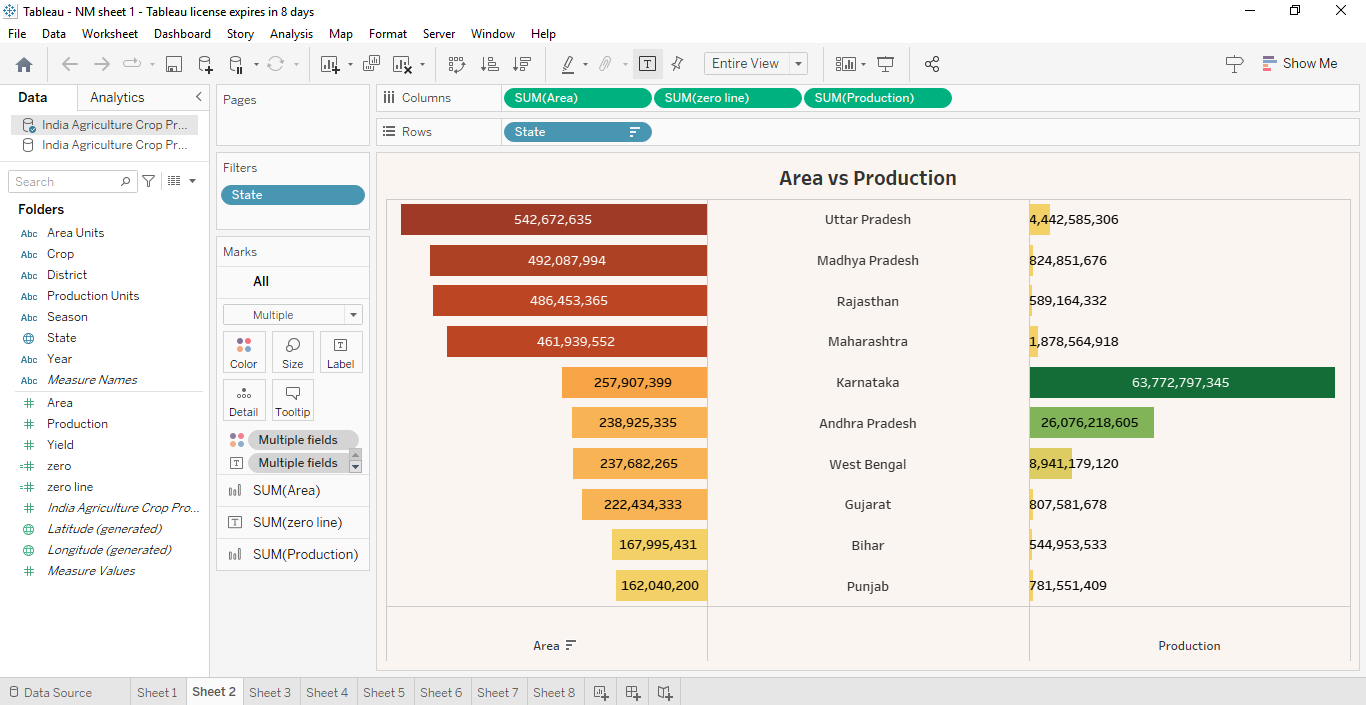 Tableau - NM sheet 1 - Tableau license expires in 8 days
File Data Worksheet Dashboard Story Analysis Map Format Server Window Help
Entire View
Show Me
Data Analytics
India Agriculture Crop Pr...
India Agriculture Crop Pr...
Search
Folders
Abc Area Units
Abc Crop
Abc District
Abc Production Units
Abc Season
State
Abc Year
Abc Measure Names
Area
Production
Yield
zero
zero line
India Agriculture Crop Pro...
Latitude (generated)
Longitude (generated)
Measure Values
Pages
Filters
State
Marks
All
Multiple
Color Size Label
Detail Tooltip
Multiple fields
Multiple fields
SUM(Area)
SUM(zero line)
SUM(Production)
Columns SUM(Area) SUM(zero line) SUM(Production)
Rows State
Area vs Production
542,672,635 Uttar Pradesh 4,442,585,306
492,087,994 Madhya Pradesh 824,851,676
486,453,365 Rajasthan 589,164,332
461,939,552 Maharashtra 1,878,564,918
257,907,399 Karnataka 63,772,797,345
238,925,335 Andhra Pradesh 26,076,218,605
237,682,265 West Bengal 8,941,179,120
222,434,333 Gujarat 807,581,678
167,995,431 Bihar 544,953,533
162,040,200 Punjab 781,551,409
Area Production
Data Source Sheet 1 Sheet 2 Sheet 3 Sheet 4 Sheet 5 Sheet 6 Sheet 7 Sheet 8